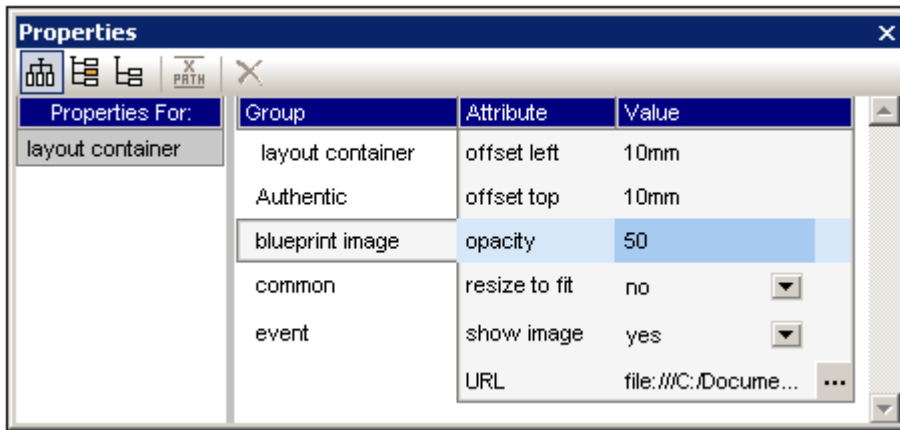 Properties
X
PATH
Properties For: Group Attribute Value
layout container layout container offset left 10mm
Authentic offset top 10mm
blueprint image opacity 50
common resize to fit no
event show image yes
URL file:///C:/Docume... ...